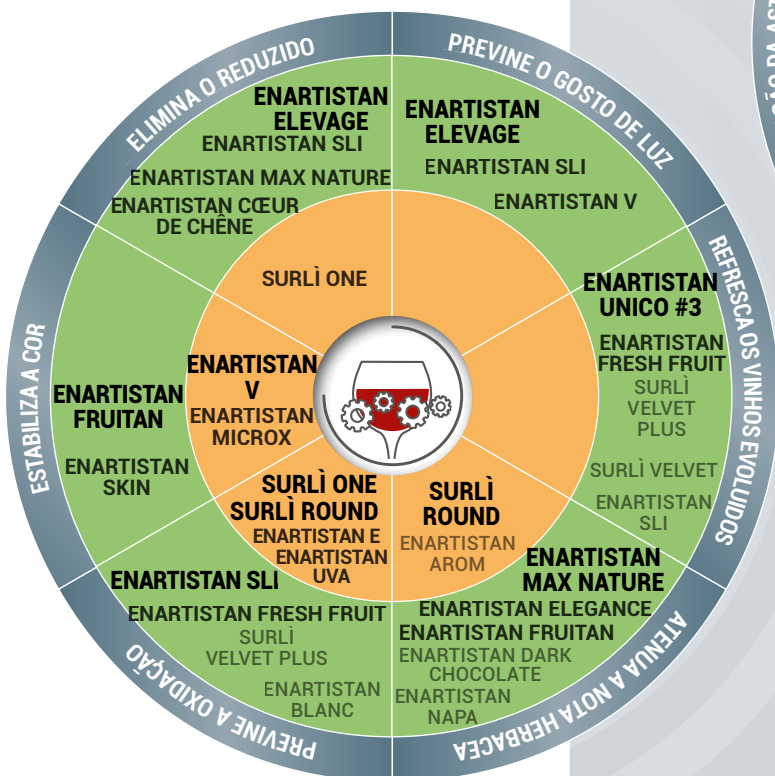 ELIMINA O REDUZIDO
ENARTISTAN
ELEVAGE
ENARTISTAN SLI
ENARTISTAN MAX NATURE
ENARTISTAN CŒUR
DE CHÊNE
SURLÌ ONE
PREVINE O GOSTO DE LUZ
ENARTISTAN
ELEVAGE
ENARTISTAN SLI
ENARTISTAN V
REFRESCA OS VINHOS EVOLUIDOS
ENARTISTAN
UNICO #3
ENARTISTAN
FRESH FRUIT
SURLÌ
VELVET
PLUS
SURLÌ VELVET
ENARTISTAN
SLI
ATENUA A NOTA HERBACEA
SURLÌ
ROUND
ENARTISTAN
AROM
ENARTISTAN
MAX NATURE
ENARTISTAN ELEGANCE
ENARTISTAN FRUITAN
ENARTISTAN DARK
CHOCOLATE
ENARTISTAN
NAPA
PREVINE A OXIDAÇÃO
SURLÌ ONE
SURLÌ ROUND
ENARTISTAN E
ENARTISTAN
UVA
ENARTISTAN SLI
ENARTISTAN FRESH FRUIT
SURLÌ
VELVET PLUS
ENARTISTAN
BLANC
ESTABILIZA A COR
ENARTISTAN
V
ENARTISTAN
MICROX
ENARTISTAN
FRUITAN
ENARTISTAN
SKIN
DA